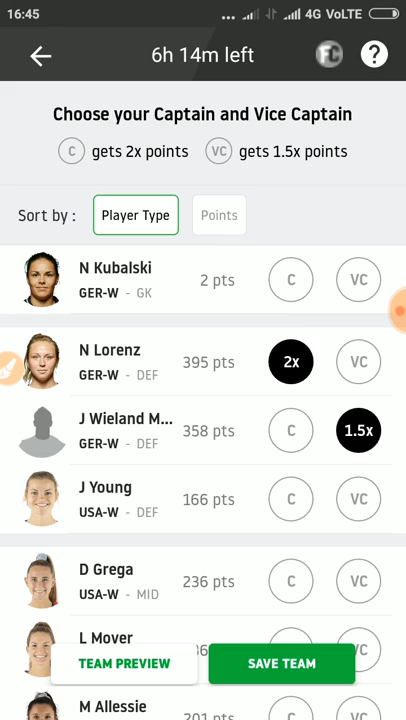 16:45 ... 4G VoLTE
6h 14m left FC ?
Choose your Captain and Vice Captain
C gets 2x points VC gets 1.5x points
Sort by : Player Type Points
N Kubalski
GER-W - GK 2 pts C VC
N Lorenz
GER-W - DEF 395 pts 2x VC
J Wieland M...
GER-W - DEF 358 pts C 1.5x
J Young
USA-W - DEF 166 pts C VC
D Grega
USA-W - MID 236 pts C VC
L Mover
TEAM PREVIEW SAVE TEAM
M Allessie
201 pts C VC